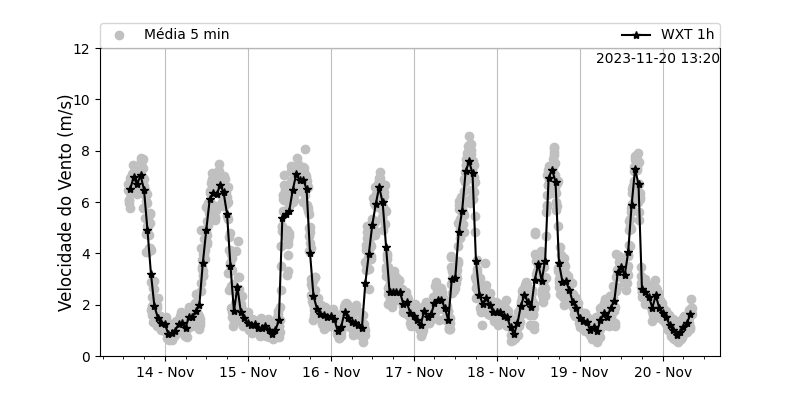 Média 5 min
WXT 1h
2023-11-20 13:20
Velocidade do Vento (m/s)
12
10
8
6
4
2
0
14 - Nov
15 - Nov
16 - Nov
17 - Nov
18 - Nov
19 - Nov
20 - Nov